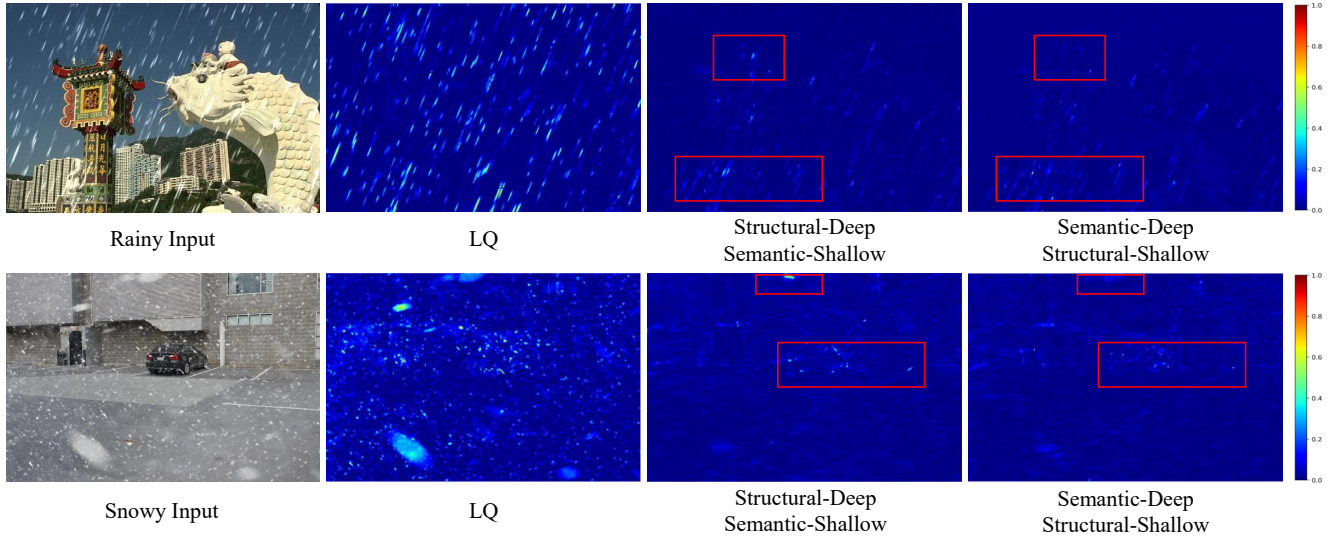 1.0
0.8
0.6
0.4
0.2
0.0
Rainy Input
LQ
Structural-Deep
Semantic-Shallow
Semantic-Deep
Structural-Shallow
1.0
0.8
0.6
0.4
0.2
0.0
Snowy Input
LQ
Structural-Deep
Semantic-Shallow
Semantic-Deep
Structural-Shallow